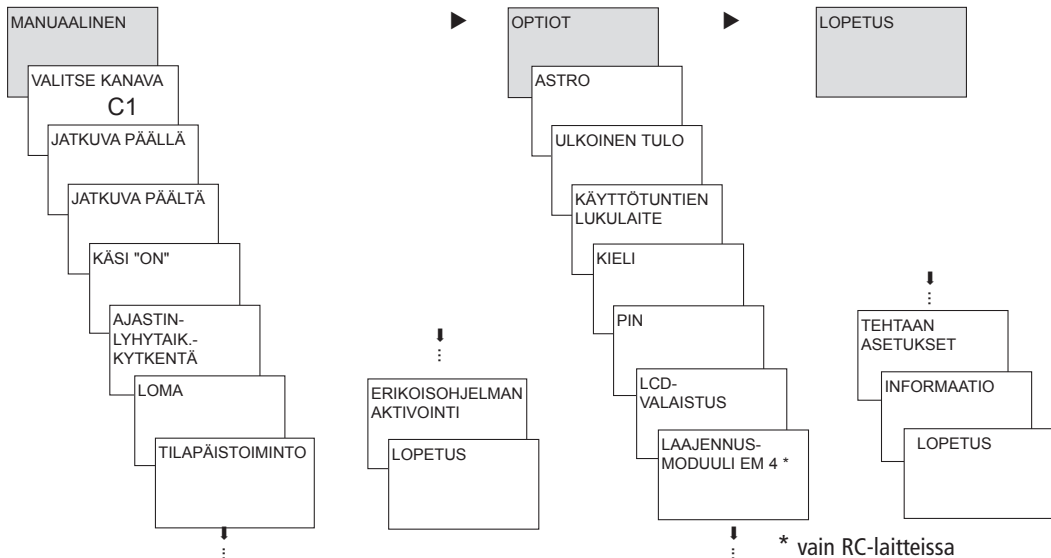 MANUAALINEN
VALITSE KANAVA
C1
JATKUVA PÄÄLLÄ
JATKUVA PÄÄLTÄ
KÄSI "ON"
AJASTIN-
LYHYTAIK.-
KYTKENTÄ
LOMA
TILAPÄISTOIMINTO
ERIKOISOHJELMAN
AKTIVOINTI
LOPETUS
OPTIOT
ASTRO
ULKOINEN TULO
KÄYTTÖTUNTIEN
LUKULAITE
KIELI
PIN
LCD-
VALAISTUS
LAAJENNUS-
MODUULI EM 4 *
TEHTAAN
ASETUKSET
INFORMAATIO
LOPETUS
LOPETUS
* vain RC-laitteissa